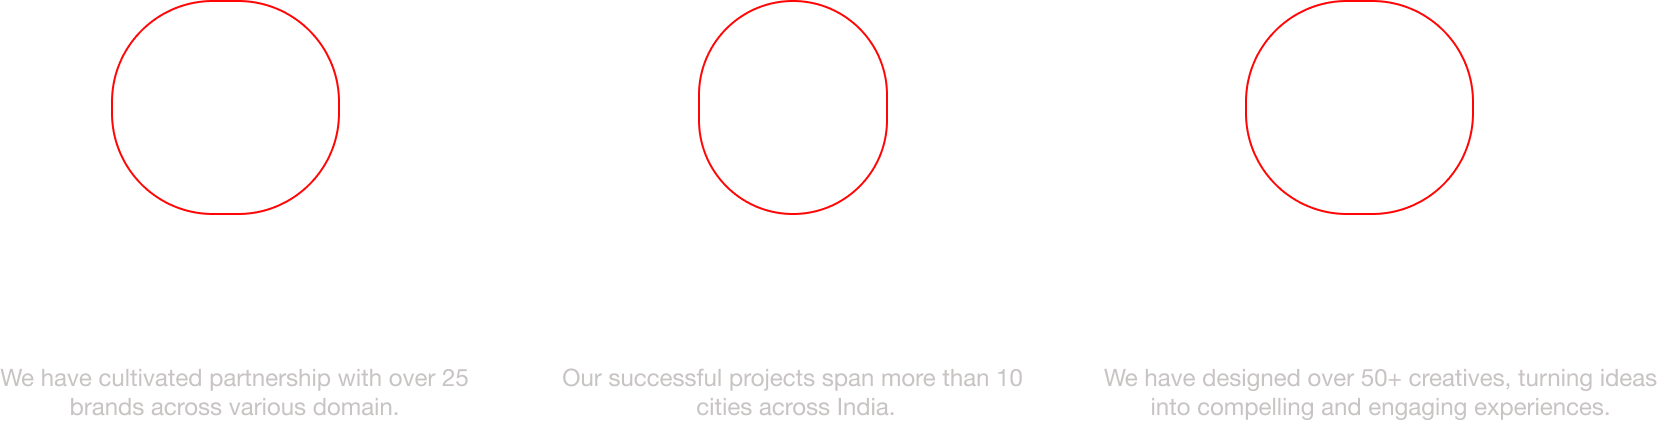 We have cultivated partnership with over 25
brands across various domain.
Our successful projects span more than 10
cities across India.
We have designed over 50+ creatives, turning ideas
into compelling and engaging experiences.